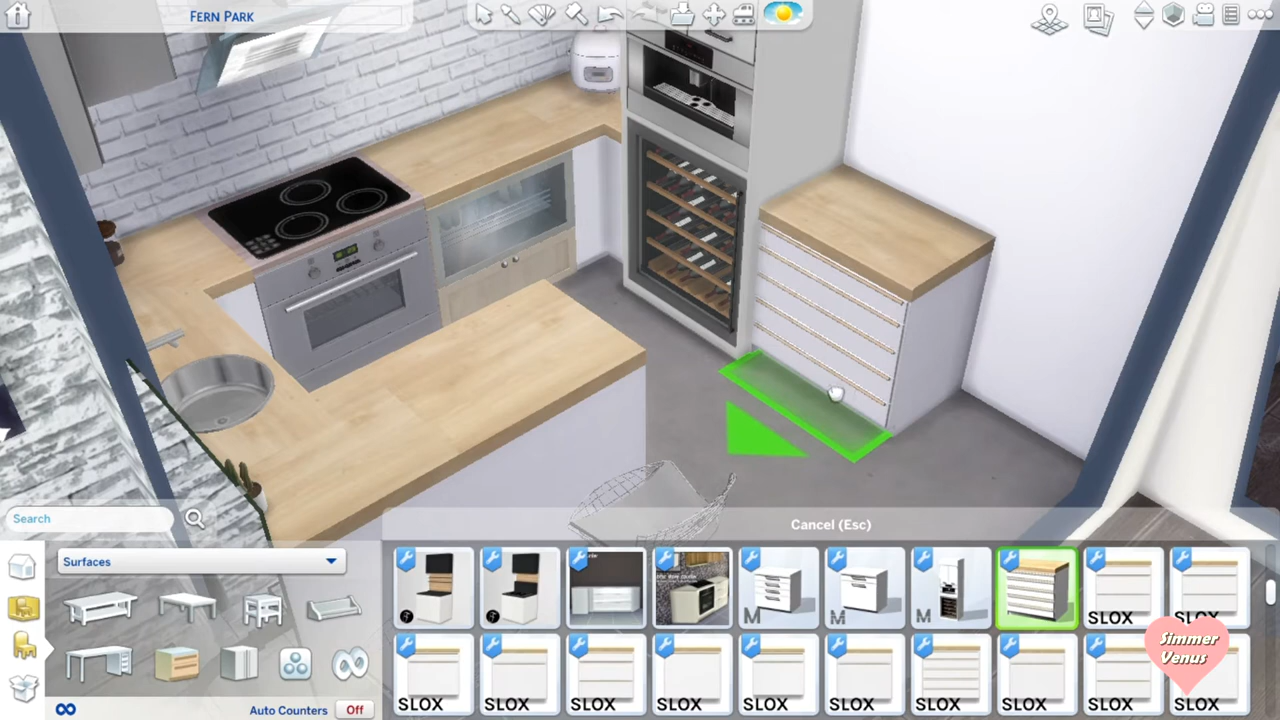 FERN PARK
Cancel (Esc)
Search
Surfaces
M
M
M
SLOX
SLOX
SLOX
SLOX
SLOX
SLOX
SLOX
SLOX
SLOX
SLOX
SLOX
Simmer
Venus
Auto Counters
Off